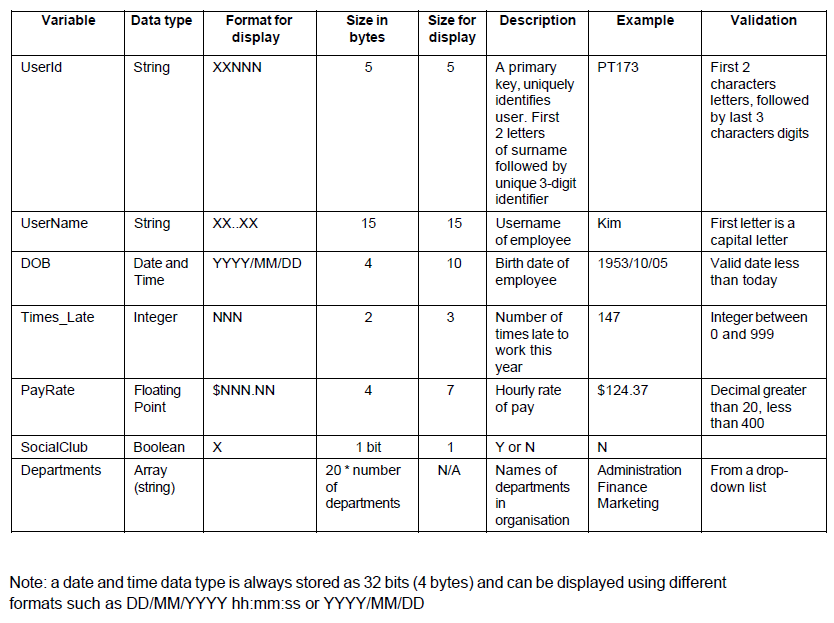 Variable
Data type
Format for
display
Size in
bytes
Size for
display
Description
Example
Validation
UserId
String
XXNNN
5
5
A primary
key, uniquely
identifies
user. First
2 letters
of surname
followed by
unique 3-digit
identifier
PT173
First 2
characters
letters, followed
by last 3
characters digits
UserName
String
XX..XX
15
15
Username
of employee
Kim
First letter is a
capital letter
DOB
Date and
Time
YYYY/MM/DD
4
10
Birth date of
employee
1953/10/05
Valid date less
than today
Times_Late
Integer
NNN
2
3
Number of
times late to
work this
year
147
Integer between
0 and 999
PayRate
Floating
Point
$NNN.NN
4
7
Hourly rate
of pay
$124.37
Decimal greater
than 20, less
than 400
SocialClub
Boolean
X
1 bit
1
Y or N
N
Departments
Array
(string)
20 * number
of
departments
N/A
Names of
departments
in
organisation
Administration
Finance
Marketing
From a drop-
down list
Note: a date and time data type is always stored as 32 bits (4 bytes) and can be displayed using different
formats such as DD/MM/YYYY hh:mm:ss or YYYY/MM/DD